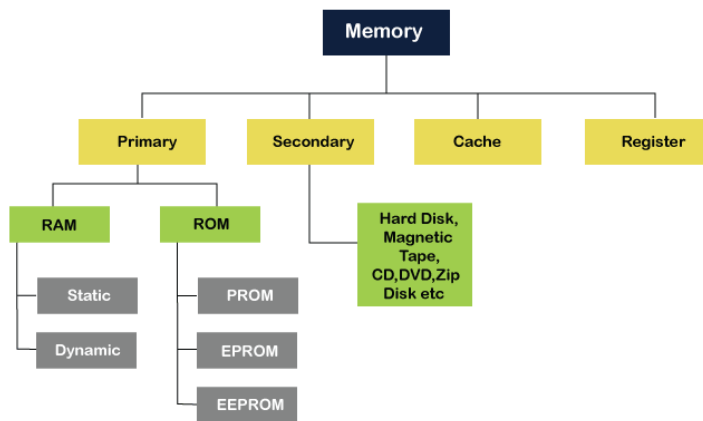 Memory
Primary
Secondary
Cache
Register
RAM
ROM
Hard Disk,
Magnetic
Tape,
CD,DVD,Zip
Disk etc
Static
PROM
Dynamic
EPROM
EEPROM